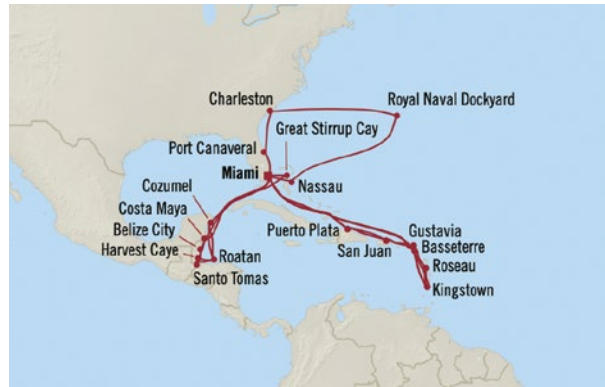 Charleston
Royal Naval Dockyard
Great Stirrup Cay
Port Canaveral
Miami
Nassau
Cozumel
Costa Maya
Belize City
Harvest Caye
Roatan
Santo Tomas
Puerto Plata
San Juan
Gustavia
Basseterre
Roseau
Kingstown